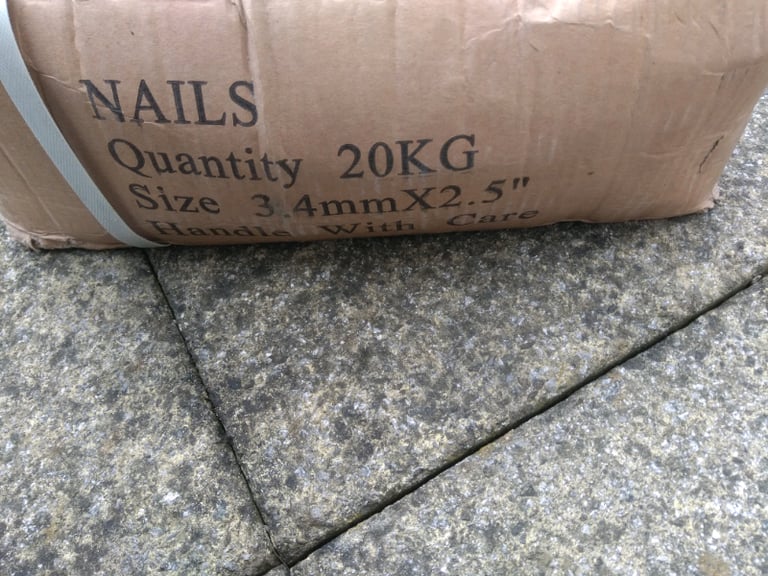 NAILS
Quantity 20KG
Size 3.4mmX2.5"
Handle With Care